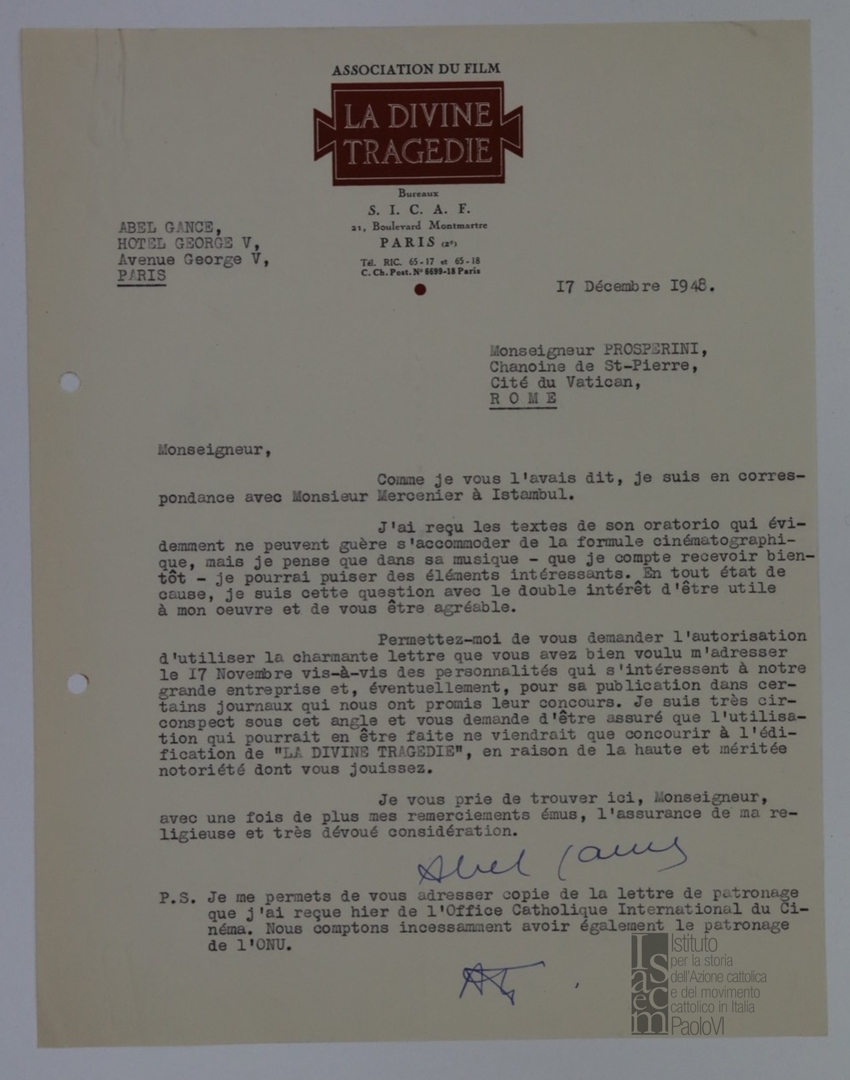 ASSOCIATION DU FILM
LA DIVINE
TRAGEDIE
Bureaux
S. I. C. A. F.
21, Boulevard Montmartre
PARIS (2e)
Tél. RIC. 65-17 et 65-18
C. Ch. Post. N° 6699-18 Paris
ABEL GANCE,
HOTEL GEORGE V,
Avenue George V,
PARIS
17 Décembre 1948.
Monseigneur PROSPERINI,
Chanoine de St-Pierre,
Cité du Vatican,
R O M E
Monseigneur,
Comme je vous l'avais dit, je suis en corres-
pondance avec Monsieur Mercenier à Istambul.
J'ai reçu les textes de son oratorio qui évi-
demment ne peuvent guère s'accommoder de la formule cinématographi-
que, mais je pense que dans sa musique - que je compte recevoir bien-
tôt - je pourrai puiser des éléments intéressants. En tout état de
cause, je suis cette question avec le double intérêt d'être utile
à mon oeuvre et de vous être agréable.
Permettez-moi de vous demander l'autorisation
d'utiliser la charmante lettre que vous avez bien voulu m'adresser
le 17 Novembre vis-à-vis des personnalités qui s'intéressent à notre
grande entreprise et, éventuellement, pour sa publication dans cer-
tains journaux qui nous ont promis leur concours. Je suis très cir-
conspect sous cet angle et vous demande d'être assuré que l'utilisa-
tion qui pourrait en être faite ne viendrait que concourir à l'édi-
fication de "LA DIVINE TRAGEDIE", en raison de la haute et méritée
notoriété dont vous jouissez.
Je vous prie de trouver ici, Monseigneur,
avec une fois de plus mes remerciements émus, l'assurance de ma re-
ligieuse et très dévoué considération.
Abel Gance
P.S. Je me permets de vous adresser copie de la lettre de patronage
que j'ai reçue hier de l'Office Catholique International du Ci-
néma. Nous comptons incessamment avoir également le patronage
de l'ONU.
AG
Isacem
Istituto
per la storia
dell'Azione cattolica
e del movimento
cattolico in Italia
PaoloVI